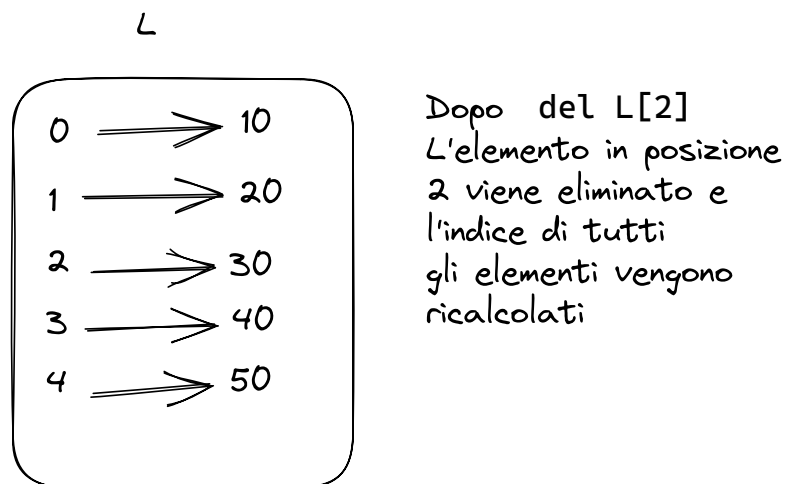 L
0 10
1 20
2 30
3 40
4 50
Dopo del L[2]
L'elemento in posizione
2 viene eliminato e
l'indice di tutti
gli elementi vengono
ricalcolati